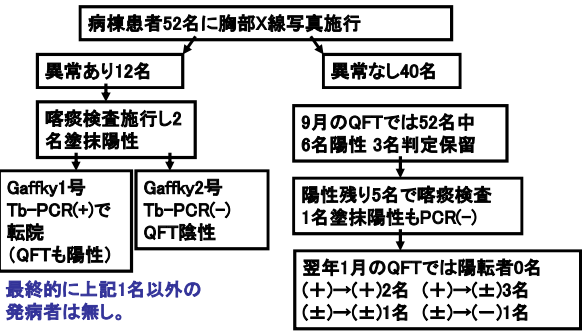 病棟患者52名に胸部X線写真施行
異常あり12名
異常なし40名
喀痰検査施行し2
名塗抹陽性
Gaffky1号
Tb-PCR(+)で
転院
(QFTも陽性)
Gaffky2号
Tb-PCR(-)
QFT陰性
最終的に上記1名以外の
発病者は無し。
9月のQFTでは52名中
6名陽性 3名判定保留
陽性残り5名で喀痰検査
1名塗抹陽性もPCR(-)
翌年1月のQFTでは陽転者0名
(+)→(+)2名 (+)→(±)3名
(±)→(±)1名 (±)→(-)1名